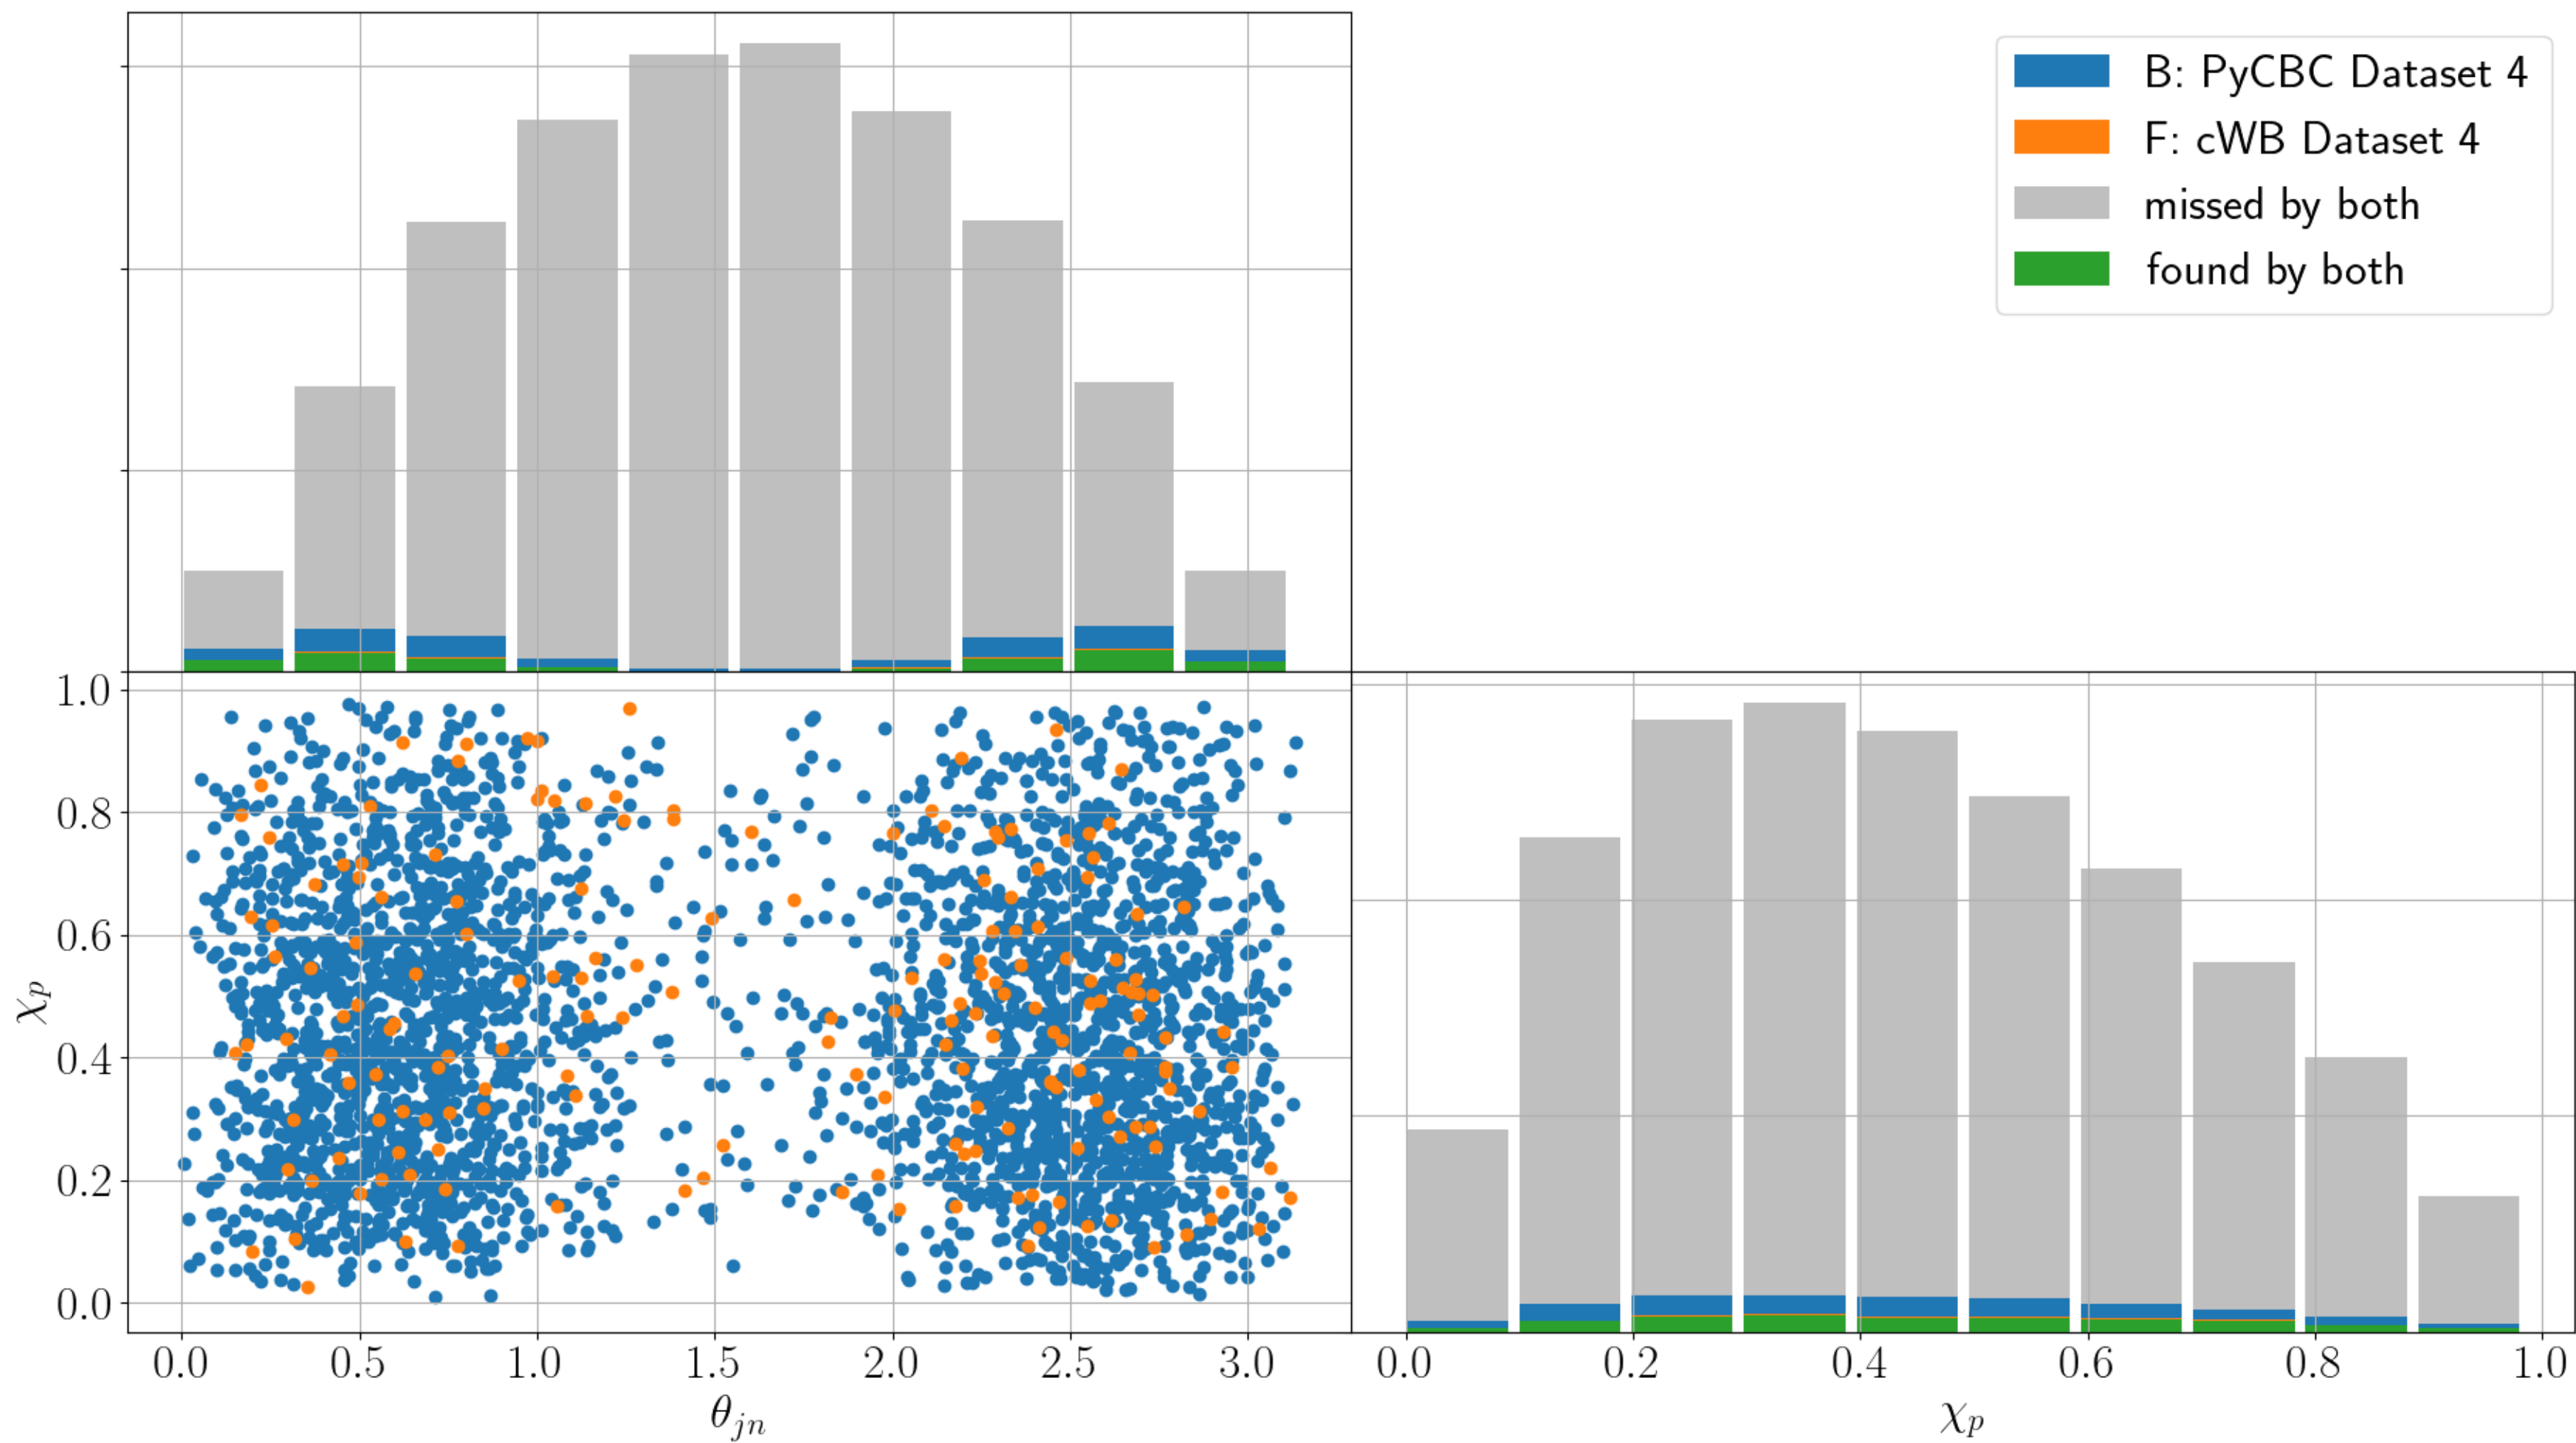 B: PyCBC Dataset 4
F: cWB Dataset 4
missed by both
found by both
1.0
0.8
0.6
0.4
0.2
0.0
χp
0.0 0.5 1.0 1.5 2.0 2.5 3.0
θjn
0.0 0.2 0.4 0.6 0.8 1.0
χp